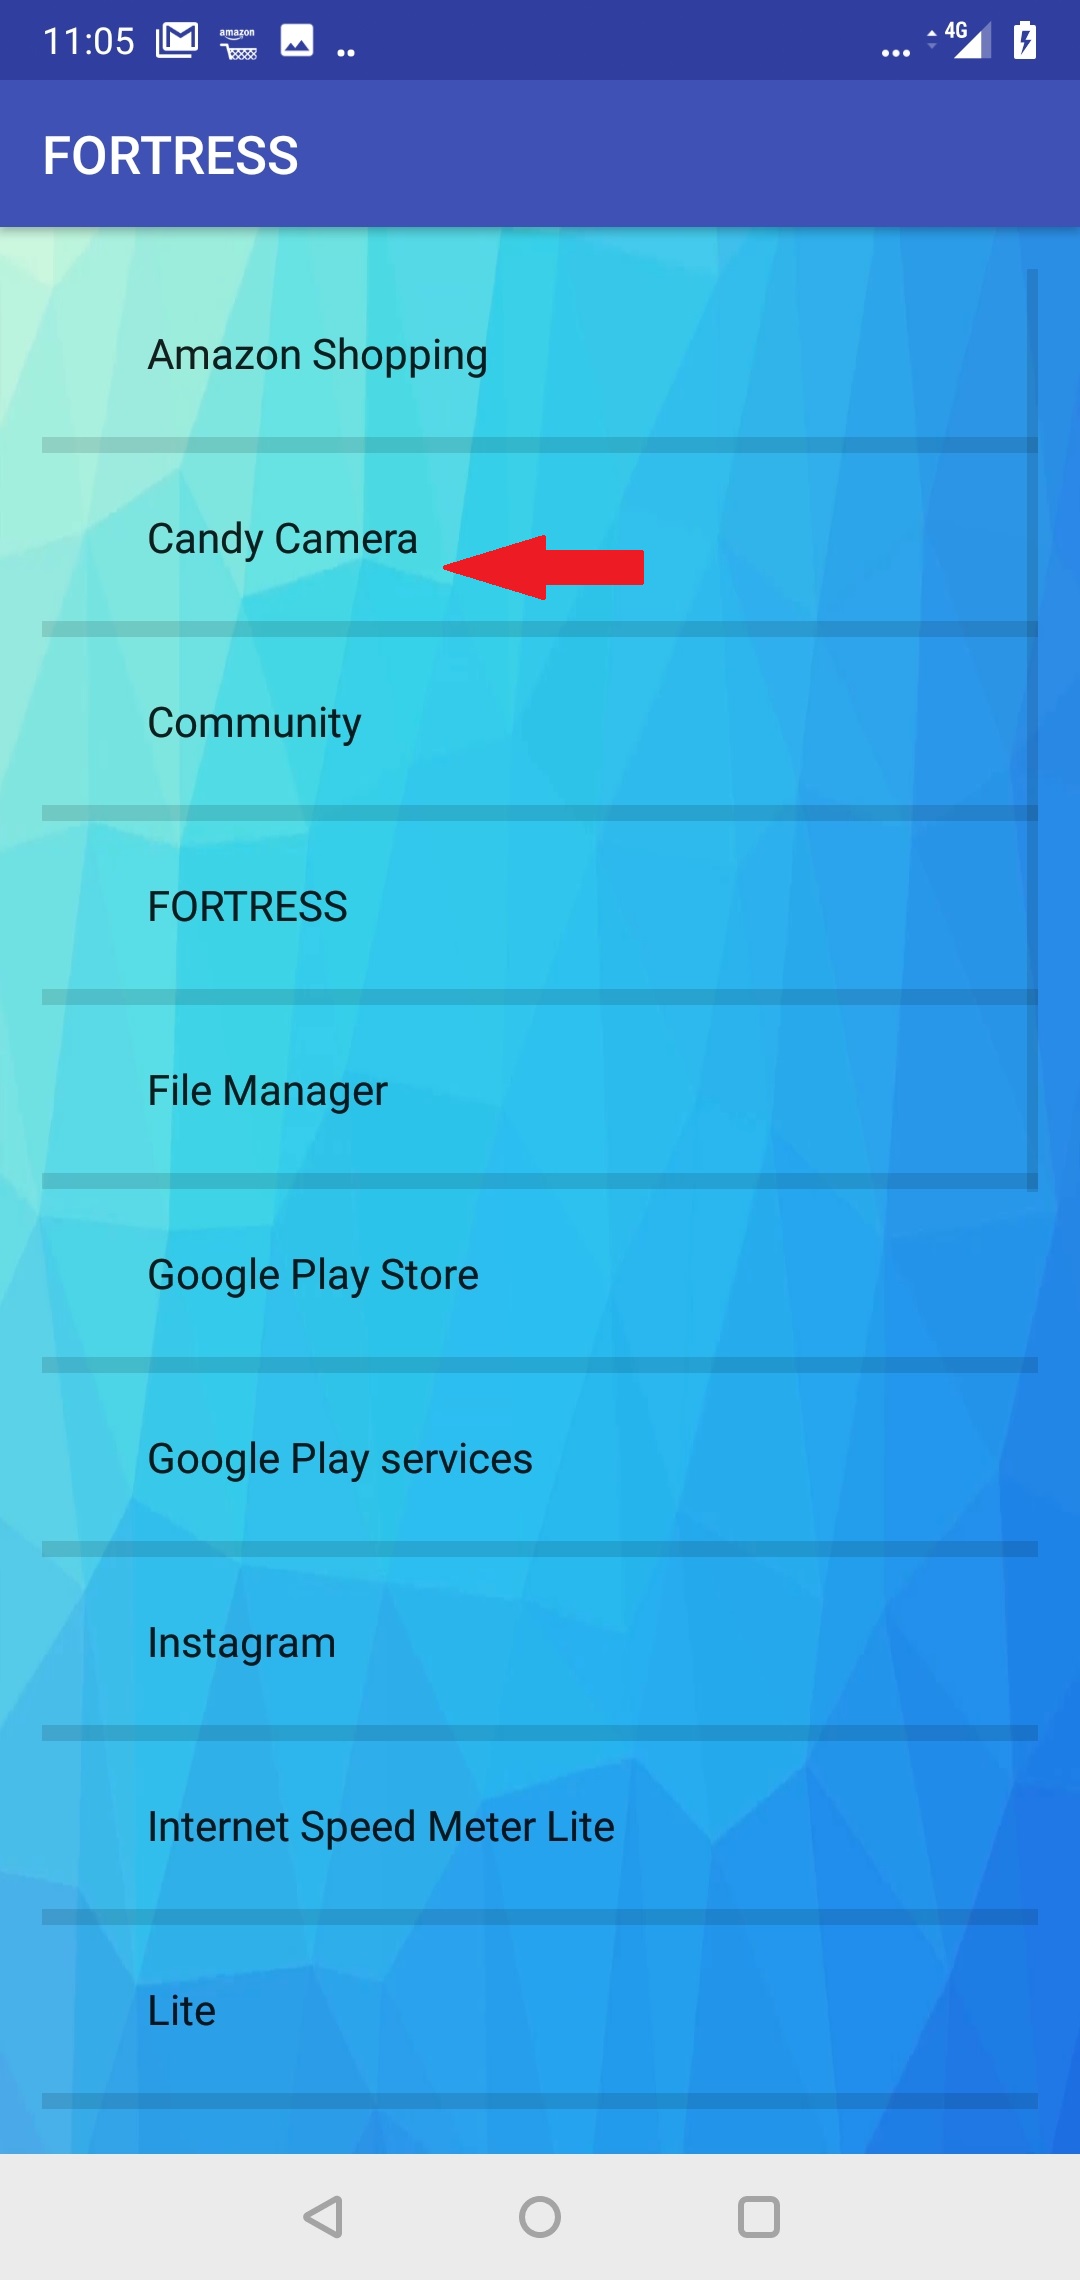 11:05
amazon
4G
FORTRESS
Amazon Shopping
Candy Camera
Community
FORTRESS
File Manager
Google Play Store
Google Play services
Instagram
Internet Speed Meter Lite
Lite